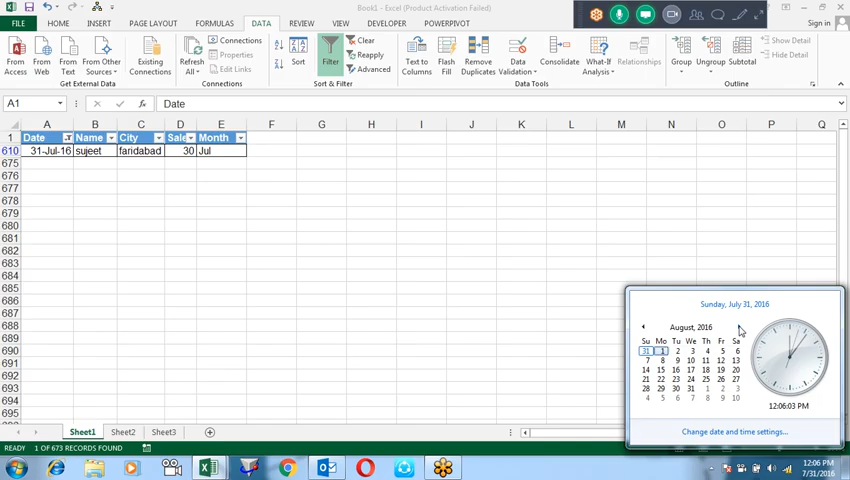 Book1 - Excel (Product Activation Failed)
FILE HOME INSERT PAGE LAYOUT FORMULAS DATA REVIEW VIEW DEVELOPER POWERPIVOT Sign in
From Access From Web From Text From Other Sources Existing Connections
Refresh All Connections Properties Edit Links
Sort Filter Clear Reapply Advanced
Text to Columns Flash Fill Remove Duplicates Data Validation Consolidate What-If Analysis Relationships
Group Ungroup Subtotal Show Detail Hide Detail
Get External Data Connections Sort & Filter Data Tools Outline
A1 fx Date
A B C D E F G H I J K L M N O P Q
1 Date Name City Sale Month
610 31-Jul-16 sujeet faridabad 30 Jul
675
676
677
678
679
680
681
682
683
684
685
686
687
688
689
690
691
692
693
694
695
Sunday, July 31, 2016
August, 2016
Su Mo Tu We Th Fr Sa
31 1 2 3 4 5 6
7 8 9 10 11 12 13
14 15 16 17 18 19 20
21 22 23 24 25 26 27
28 29 30 31 1 2 3
4 5 6 7 8 9 10
12:06:03 PM
Change date and time settings...
Sheet1 Sheet2 Sheet3
READY 1 OF 673 RECORDS FOUND
12:06 PM
7/31/2016